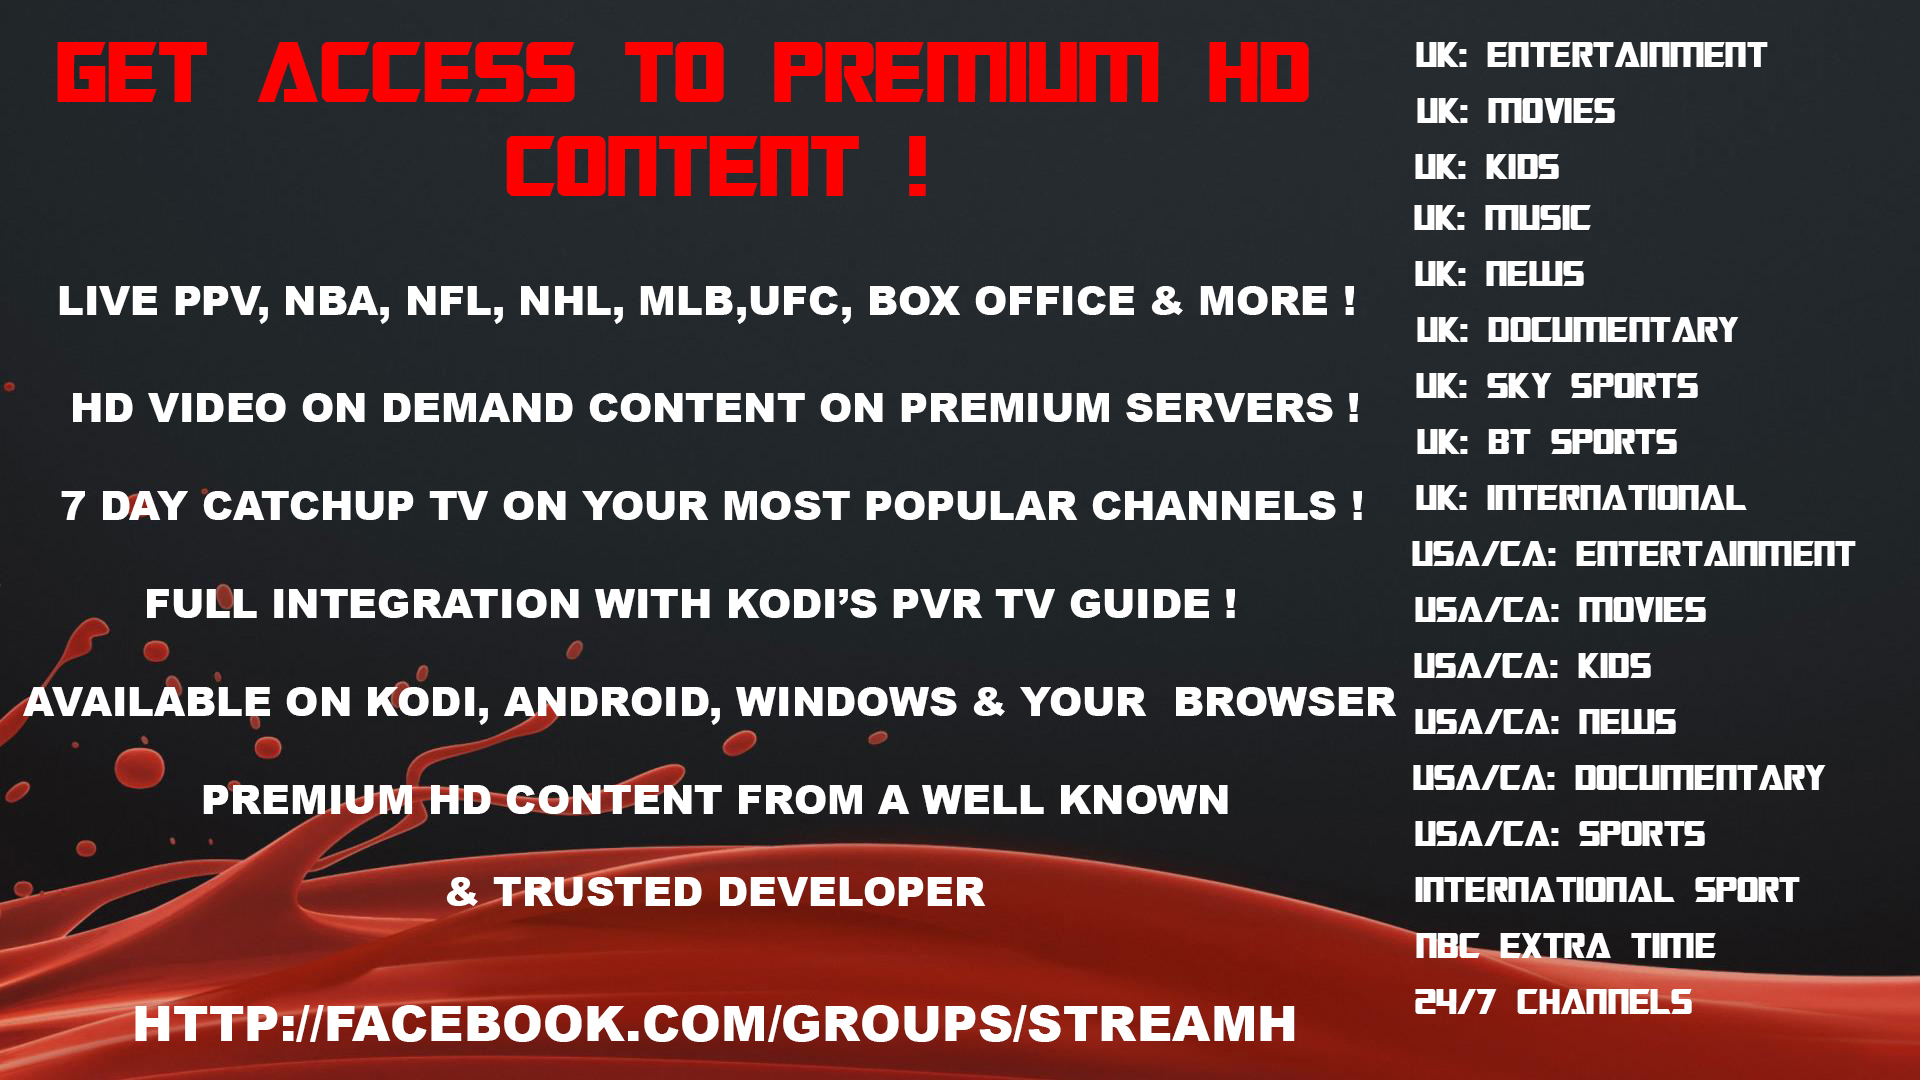 GET ACCESS TO PREMIUM HD
CONTENT !
LIVE PPV, NBA, NFL, NHL, MLB,UFC, BOX OFFICE & MORE !
HD VIDEO ON DEMAND CONTENT ON PREMIUM SERVERS !
7 DAY CATCHUP TV ON YOUR MOST POPULAR CHANNELS !
FULL INTEGRATION WITH KODI’S PVR TV GUIDE !
AVAILABLE ON KODI, ANDROID, WINDOWS & YOUR BROWSER
PREMIUM HD CONTENT FROM A WELL KNOWN
& TRUSTED DEVELOPER
HTTP://FACEBOOK.COM/GROUPS/STREAMH
UK: ENTERTAINMENT
UK: MOVIES
UK: KIDS
UK: MUSIC
UK: NEWS
UK: DOCUMENTARY
UK: SKY SPORTS
UK: BT SPORTS
UK: INTERNATIONAL
USA/CA: ENTERTAINMENT
USA/CA: MOVIES
USA/CA: KIDS
USA/CA: NEWS
USA/CA: DOCUMENTARY
USA/CA: SPORTS
INTERNATIONAL SPORT
NBC EXTRA TIME
24/7 CHANNELS